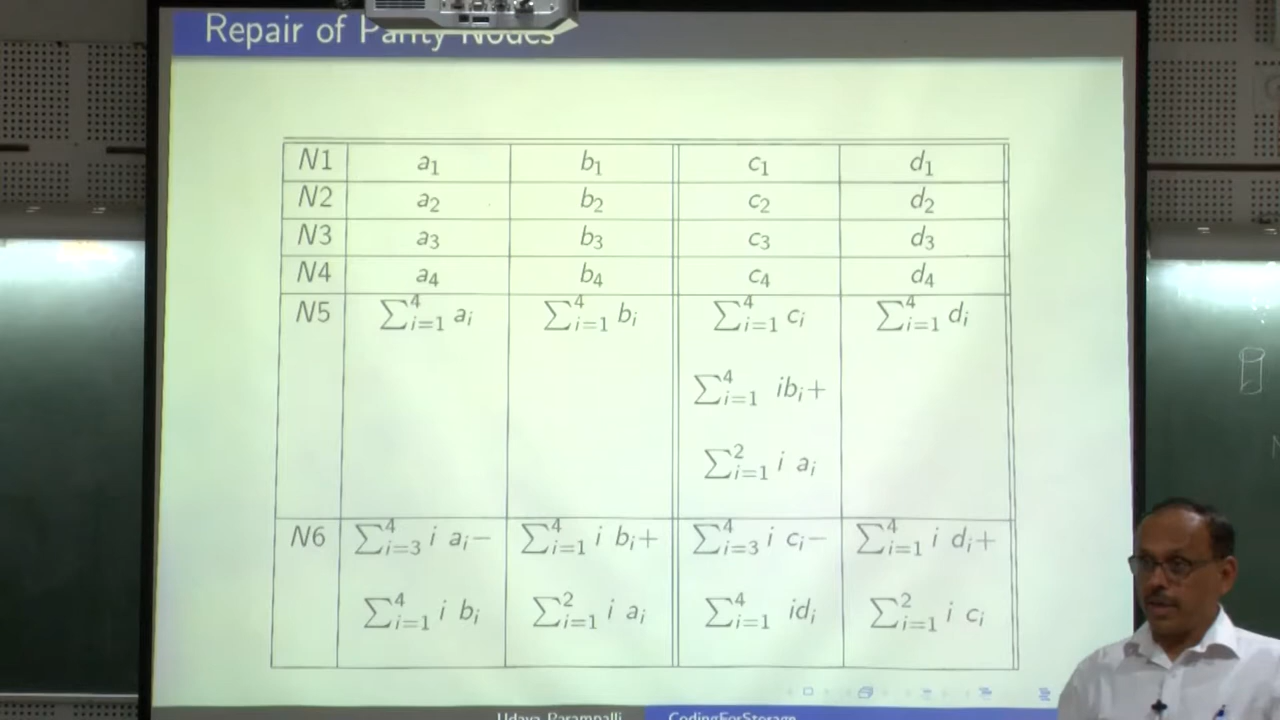 Repair of Parity Nodes
N1 a₁ b₁ c₁ d₁
N2 a₂ b₂ c₂ d₂
N3 a₃ b₃ c₃ d₃
N4 a₄ b₄ c₄ d₄
N5 ∑⁴ᵢ₌₁ aᵢ ∑⁴ᵢ₌₁ bᵢ ∑⁴ᵢ₌₁ cᵢ ∑⁴ᵢ₌₁ dᵢ
∑⁴ᵢ₌₁ ibᵢ+
∑²ᵢ₌₁ i aᵢ
N6 ∑⁴ᵢ₌₃ i aᵢ− ∑⁴ᵢ₌₁ i bᵢ+ ∑⁴ᵢ₌₃ i cᵢ− ∑⁴ᵢ₌₁ i dᵢ+
∑⁴ᵢ₌₁ i bᵢ ∑²ᵢ₌₁ i aᵢ ∑⁴ᵢ₌₁ idᵢ ∑²ᵢ₌₁ i cᵢ
Udaya Parampalli CodingForStorage